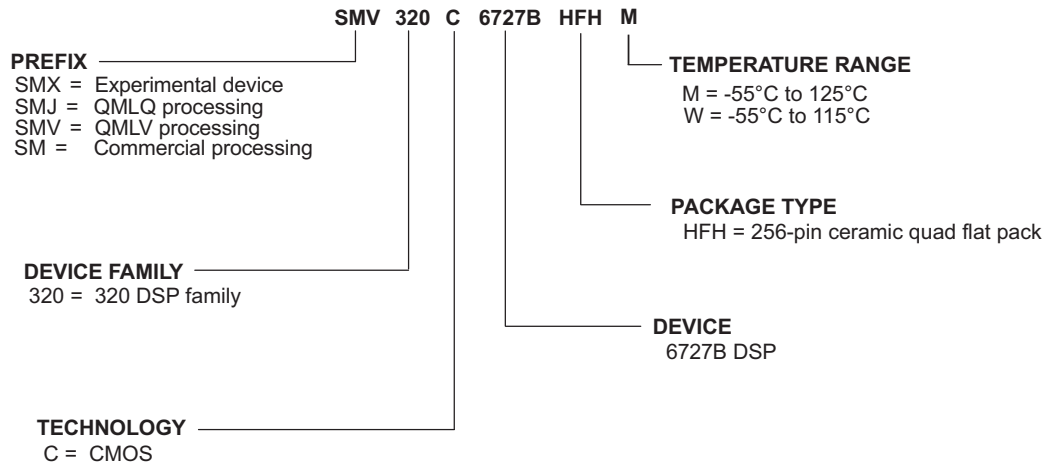 SMV 320 C 6727B HFH M
PREFIX
SMX = Experimental device
SMJ = QMLQ processing
SMV = QMLV processing
SM = Commercial processing
TEMPERATURE RANGE
M = -55°C to 125°C
W = -55°C to 115°C
PACKAGE TYPE
HFH = 256-pin ceramic quad flat pack
DEVICE FAMILY
320 = 320 DSP family
DEVICE
6727B DSP
TECHNOLOGY
C = CMOS